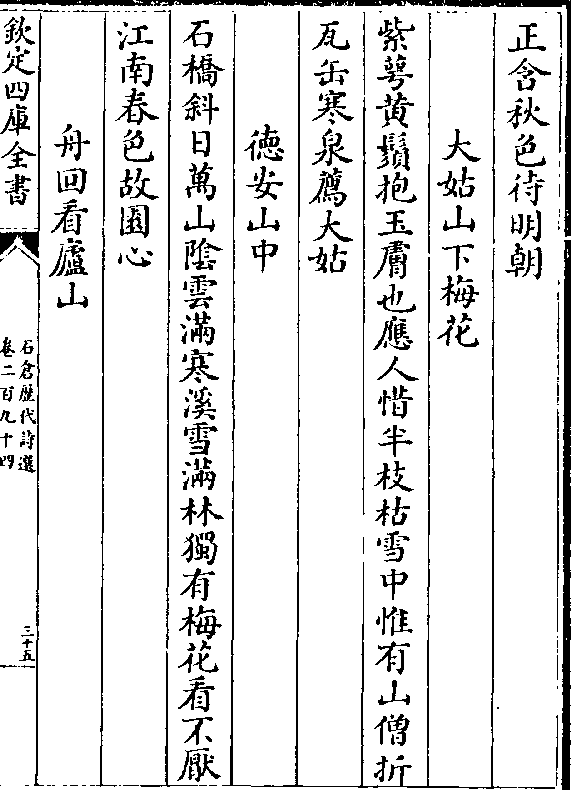 正含秋色待明朝
大姑山下梅花
紫萼黄鬚抱玉膚也應人惜半枝枯雪中惟有山僧折
瓦缶寒泉薦大姑
德安山中
石橋斜日萬山陰雲滿寒溪雪滿林獨有梅花看不厭
江南春色故園心
舟回看廬山
欽定四庫全書
石倉歴代詩選
卷二百九十四
三十五